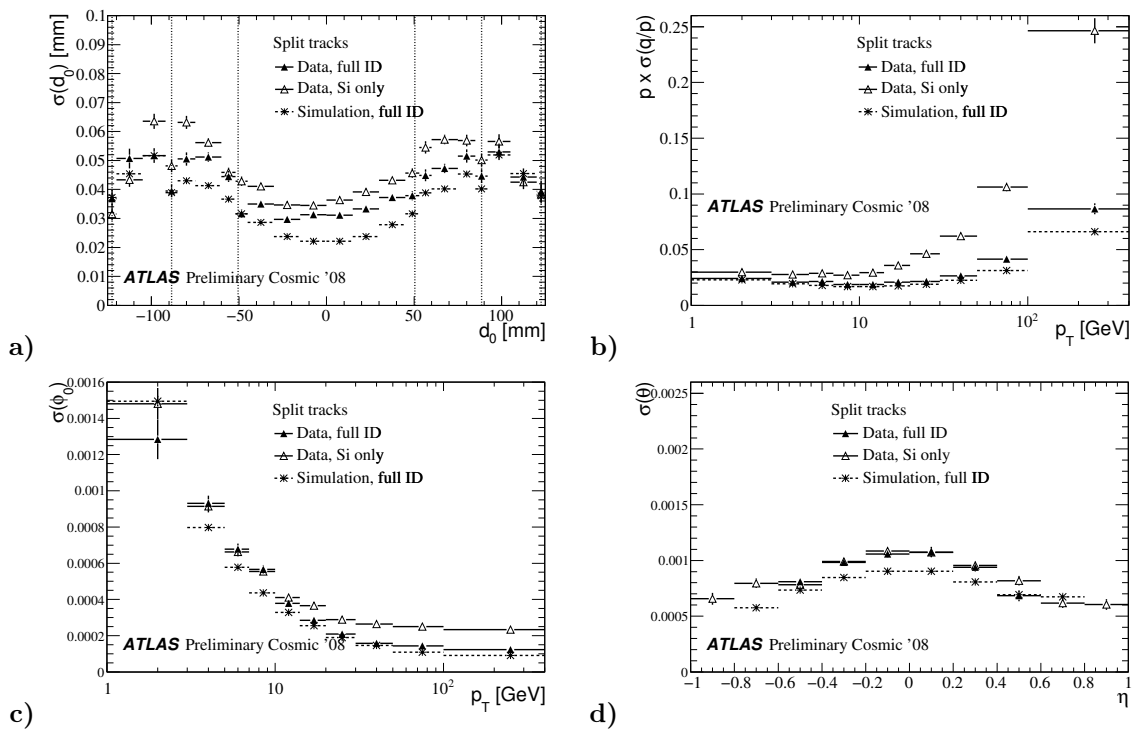 σ(d₀) [mm]
0.1
0.09
0.08
0.07
0.06
0.05
0.04
0.03
0.02
0.01
0
Split tracks
Data, full ID
Data, Si only
Simulation, full ID
ATLAS Preliminary Cosmic '08
−100 −50 0 50 100
d₀ [mm]
a)
p x σ(q/p)
0.25
0.2
0.15
0.1
0.05
0
Split tracks
Data, full ID
Data, Si only
Simulation, full ID
ATLAS Preliminary Cosmic '08
1 10 10²
p_T [GeV]
b)
σ(ϕ₀)
0.0016
0.0014
0.0012
0.001
0.0008
0.0006
0.0004
0.0002
0
Split tracks
Data, full ID
Data, Si only
Simulation, full ID
ATLAS Preliminary Cosmic '08
1 10 10²
p_T [GeV]
c)
σ(θ)
0.0025
0.002
0.0015
0.001
0.0005
0
Split tracks
Data, full ID
Data, Si only
Simulation, full ID
ATLAS Preliminary Cosmic '08
−1 −0.8 −0.6 −0.4 −0.2 0 0.2 0.4 0.6 0.8 1
η
d)